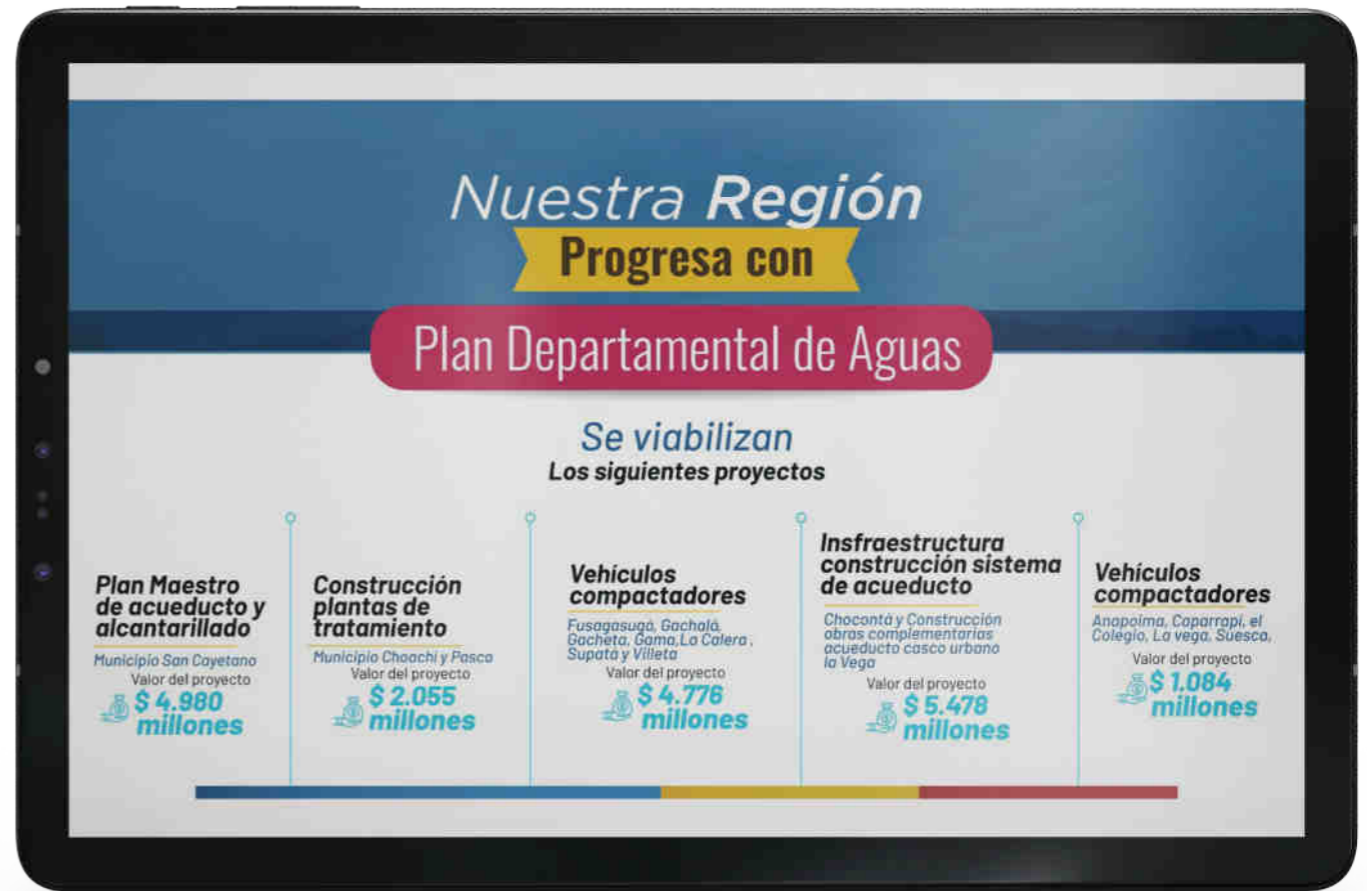 Nuestra Región
Progresa con
Plan Departamental de Aguas
Se viabilizan
Los siguientes proyectos
Plan Maestro
de acueducto y
alcantarillado
Municipio San Cayetano
Valor del proyecto
$ 4.980
millones
Construcción
plantas de
tratamiento
Municipio Choachi y Pasca
Valor del proyecto
$ 2.055
millones
Vehículos
compactadores
Fusagasugá, Gachalá,
Gacheta, Gama,La Calera ,
Supatá y Villeta
Valor del proyecto
$ 4.776
millones
Insfraestructura
construcción sistema
de acueducto
Chocontá y Construcción
obras complementarias
acueducto casco urbano
la Vega
Valor del proyecto
$ 5.478
millones
Vehículos
compactadores
Anapoima, Caparrapí, el
Colegio, La vega, Suesca,
Valor del proyecto
$ 1.084
millones